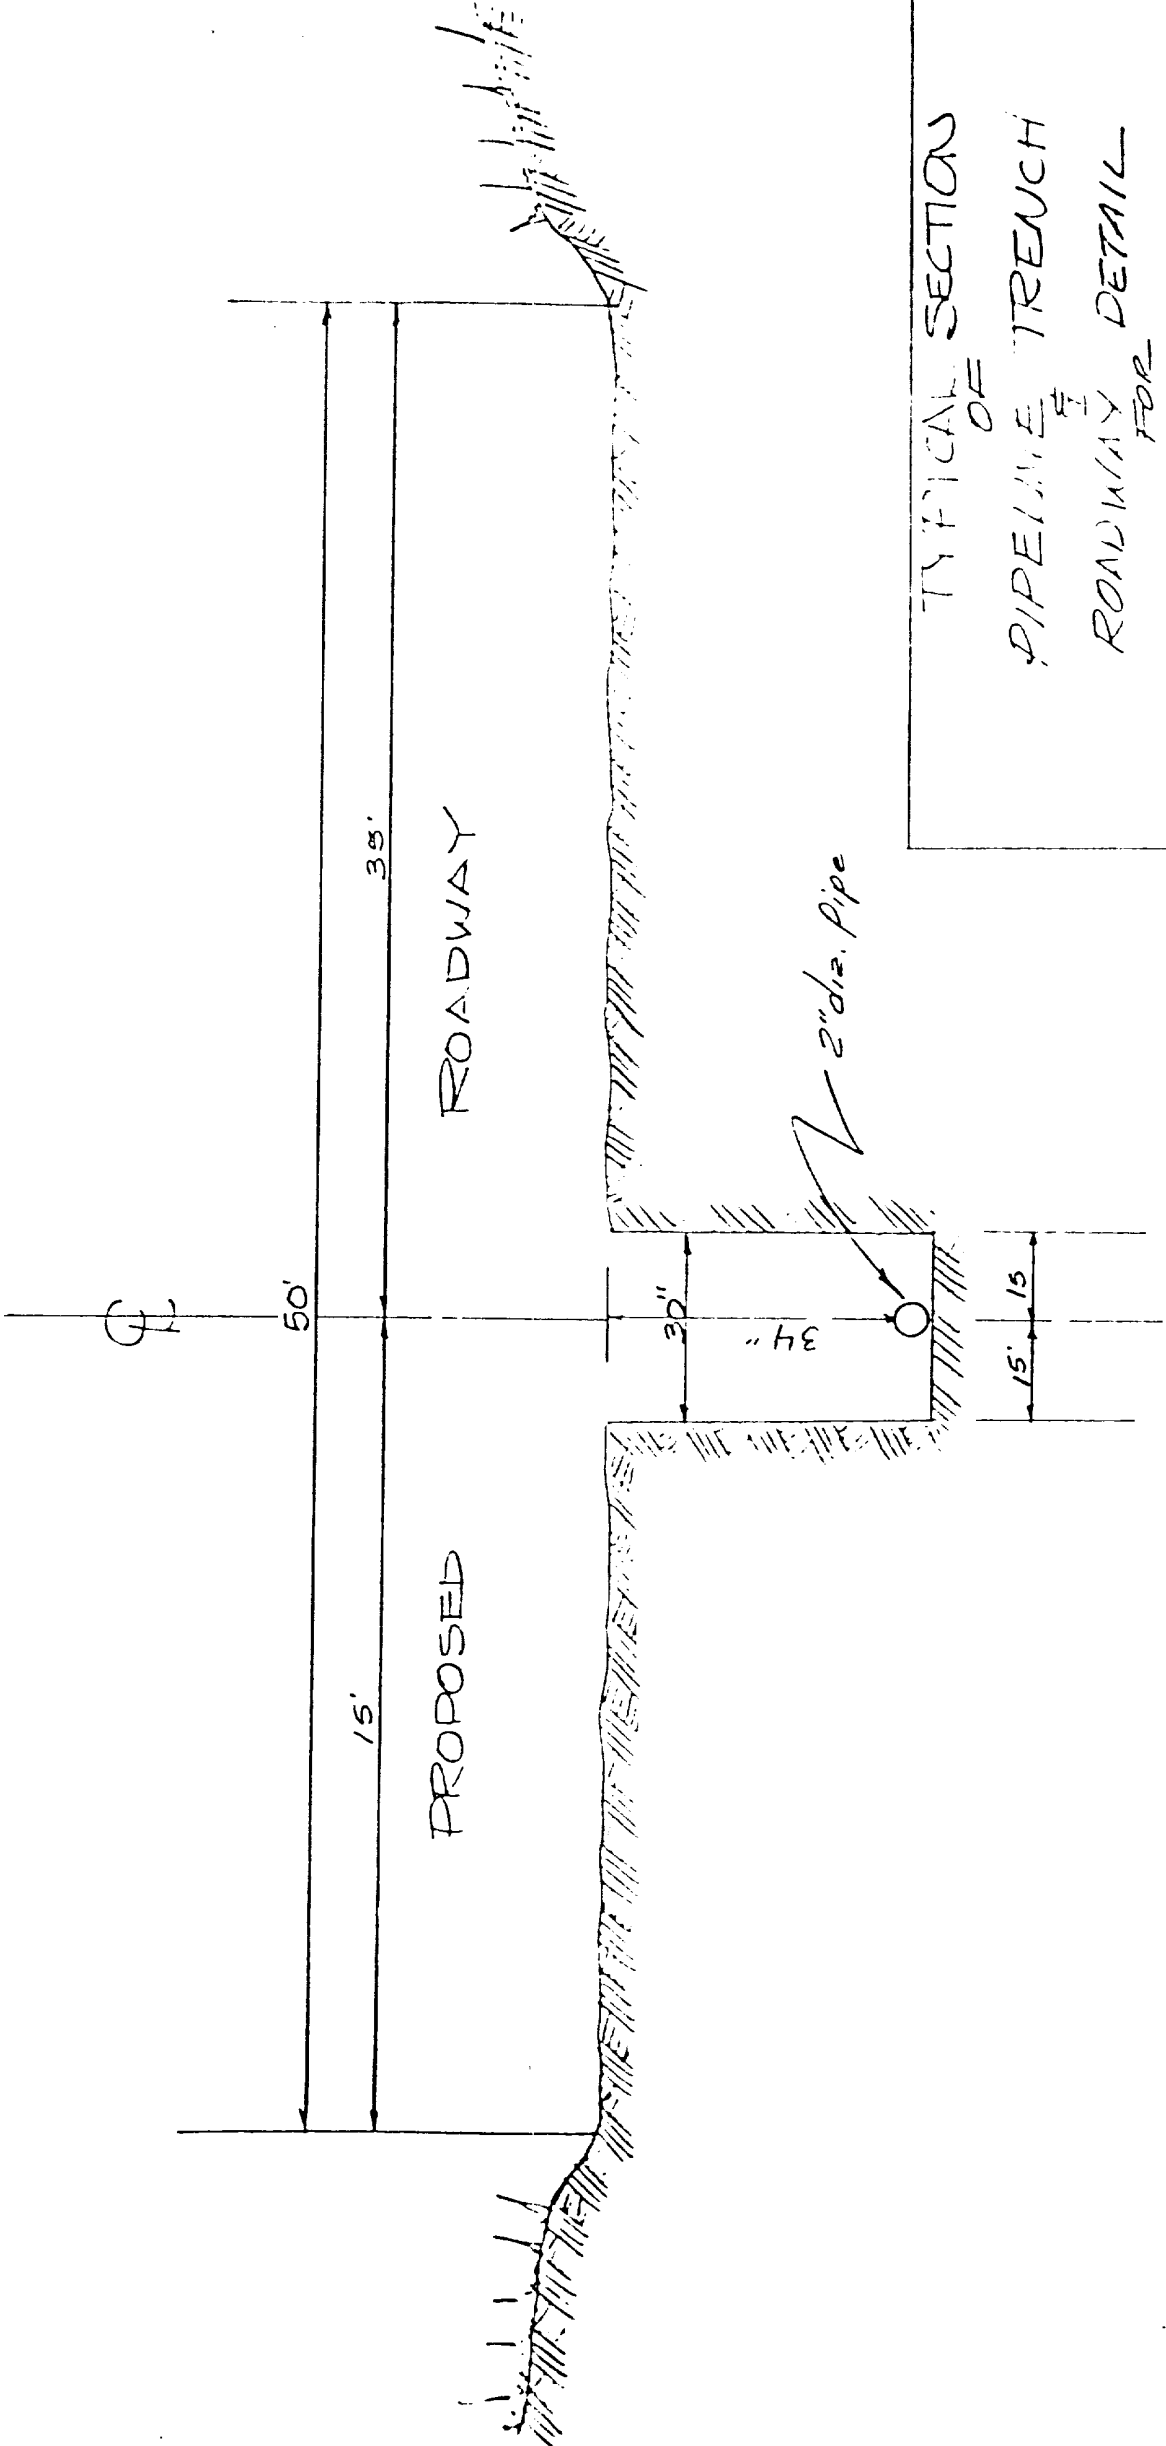 ℄
50'
15'
35'
PROPOSED ROADWAY
30"
34"
2" dia. Pipe
15' 15
TYPICAL SECTION
OF
PIPELINE TRENCH
&
ROADWAY DETAIL
FOR